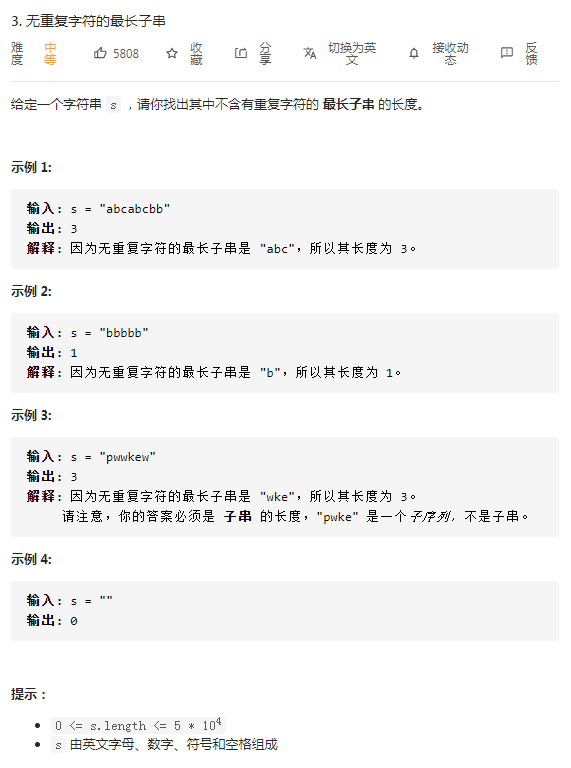 3. 无重复字符的最长子串
难度 中等 5808 收藏 分享 切换为英文 接收动态 反馈
给定一个字符串 s ，请你找出其中不含有重复字符的 最长子串 的长度。
示例 1:
输入: s = "abcabcbb"
输出: 3
解释: 因为无重复字符的最长子串是 "abc"，所以其长度为 3。
示例 2:
输入: s = "bbbbb"
输出: 1
解释: 因为无重复字符的最长子串是 "b"，所以其长度为 1。
示例 3:
输入: s = "pwwkew"
输出: 3
解释: 因为无重复字符的最长子串是 "wke"，所以其长度为 3。
请注意，你的答案必须是 子串 的长度，"pwke" 是一个子序列，不是子串。
示例 4:
输入: s = ""
输出: 0
提示：
• 0 <= s.length <= 5 * 10⁴
• s 由英文字母、数字、符号和空格组成